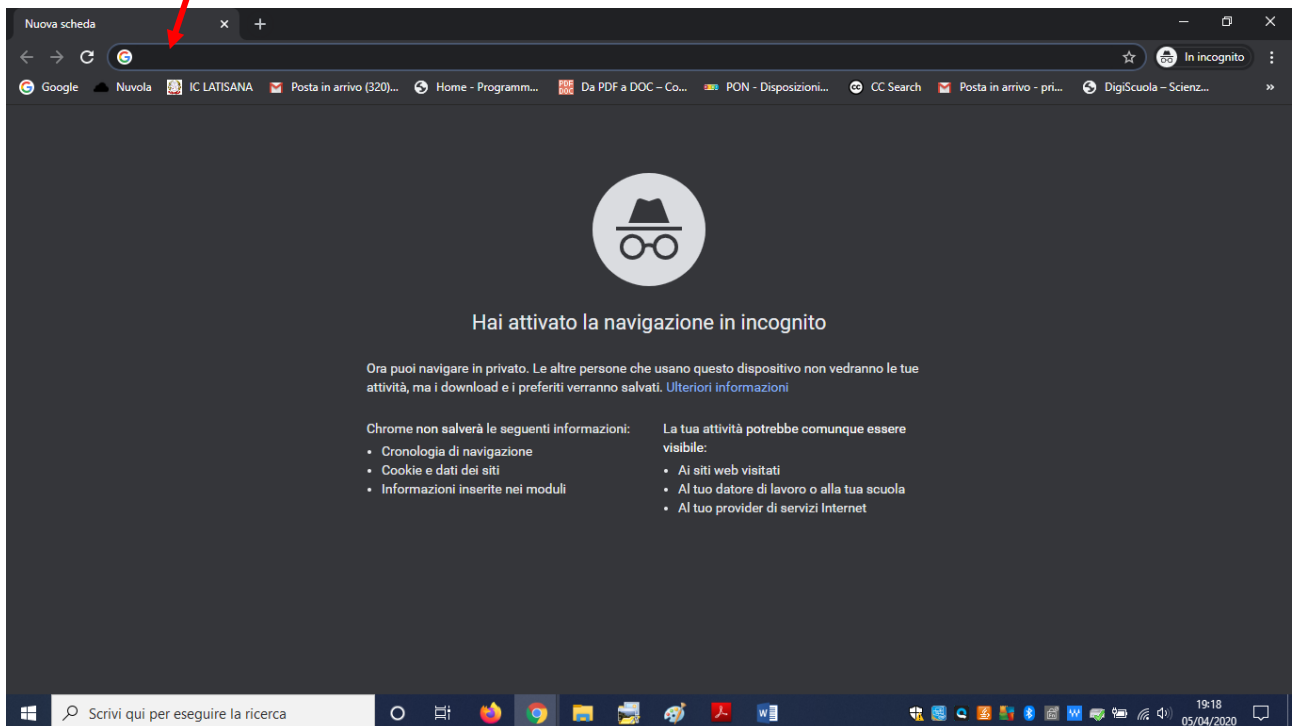 Nuova scheda
In incognito
Google Nuvola IC LATISANA Posta in arrivo (320)... Home - Programm... PDF DOC Da PDF a DOC – Co... PON - Disposizioni... CC Search Posta in arrivo - pri... DigiScuola – Scienz... »
Hai attivato la navigazione in incognito
Ora puoi navigare in privato. Le altre persone che usano questo dispositivo non vedranno le tue
attività, ma i download e i preferiti verranno salvati. Ulteriori informazioni
Chrome non salverà le seguenti informazioni:
• Cronologia di navigazione
• Cookie e dati dei siti
• Informazioni inserite nei moduli
La tua attività potrebbe comunque essere
visibile:
• Ai siti web visitati
• Al tuo datore di lavoro o alla tua scuola
• Al tuo provider di servizi Internet
Scrivi qui per eseguire la ricerca
19:18
05/04/2020